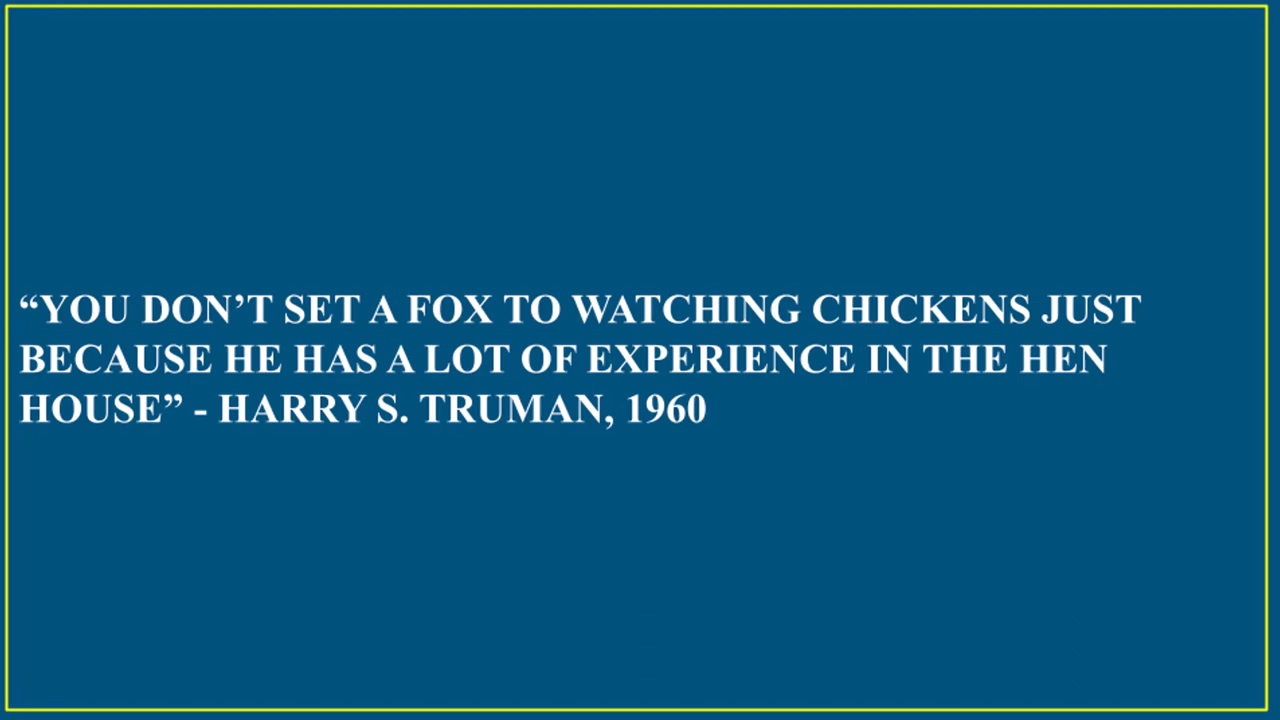 “YOU DON’T SET A FOX TO WATCHING CHICKENS JUST
BECAUSE HE HAS A LOT OF EXPERIENCE IN THE HEN
HOUSE” - HARRY S. TRUMAN, 1960